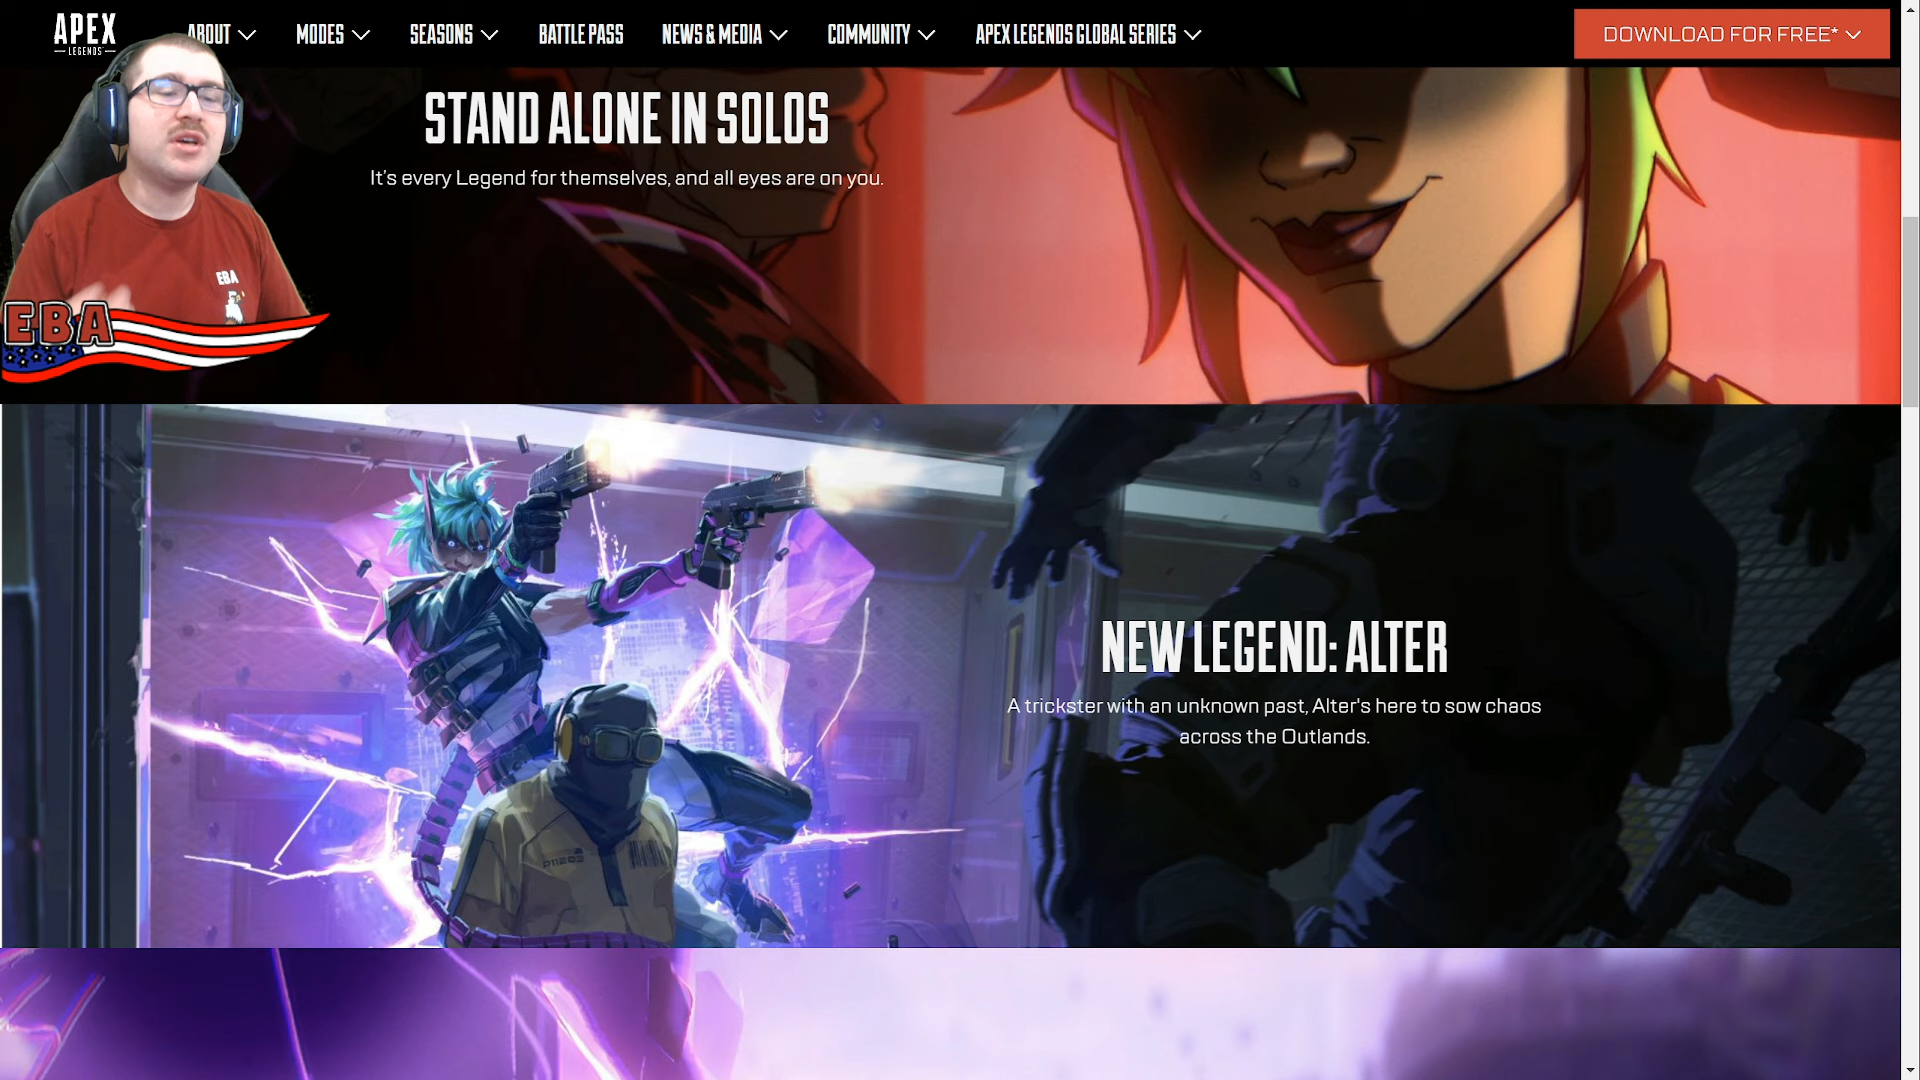 APEX
LEGENDS
ABOUT
MODES
SEASONS
BATTLE PASS
NEWS & MEDIA
COMMUNITY
APEX LEGENDS GLOBAL SERIES
DOWNLOAD FOR FREE*
STAND ALONE IN SOLOS
It's every Legend for themselves, and all eyes are on you.
EBA
EBA
NEW LEGEND: ALTER
A trickster with an unknown past, Alter's here to sow chaos
across the Outlands.